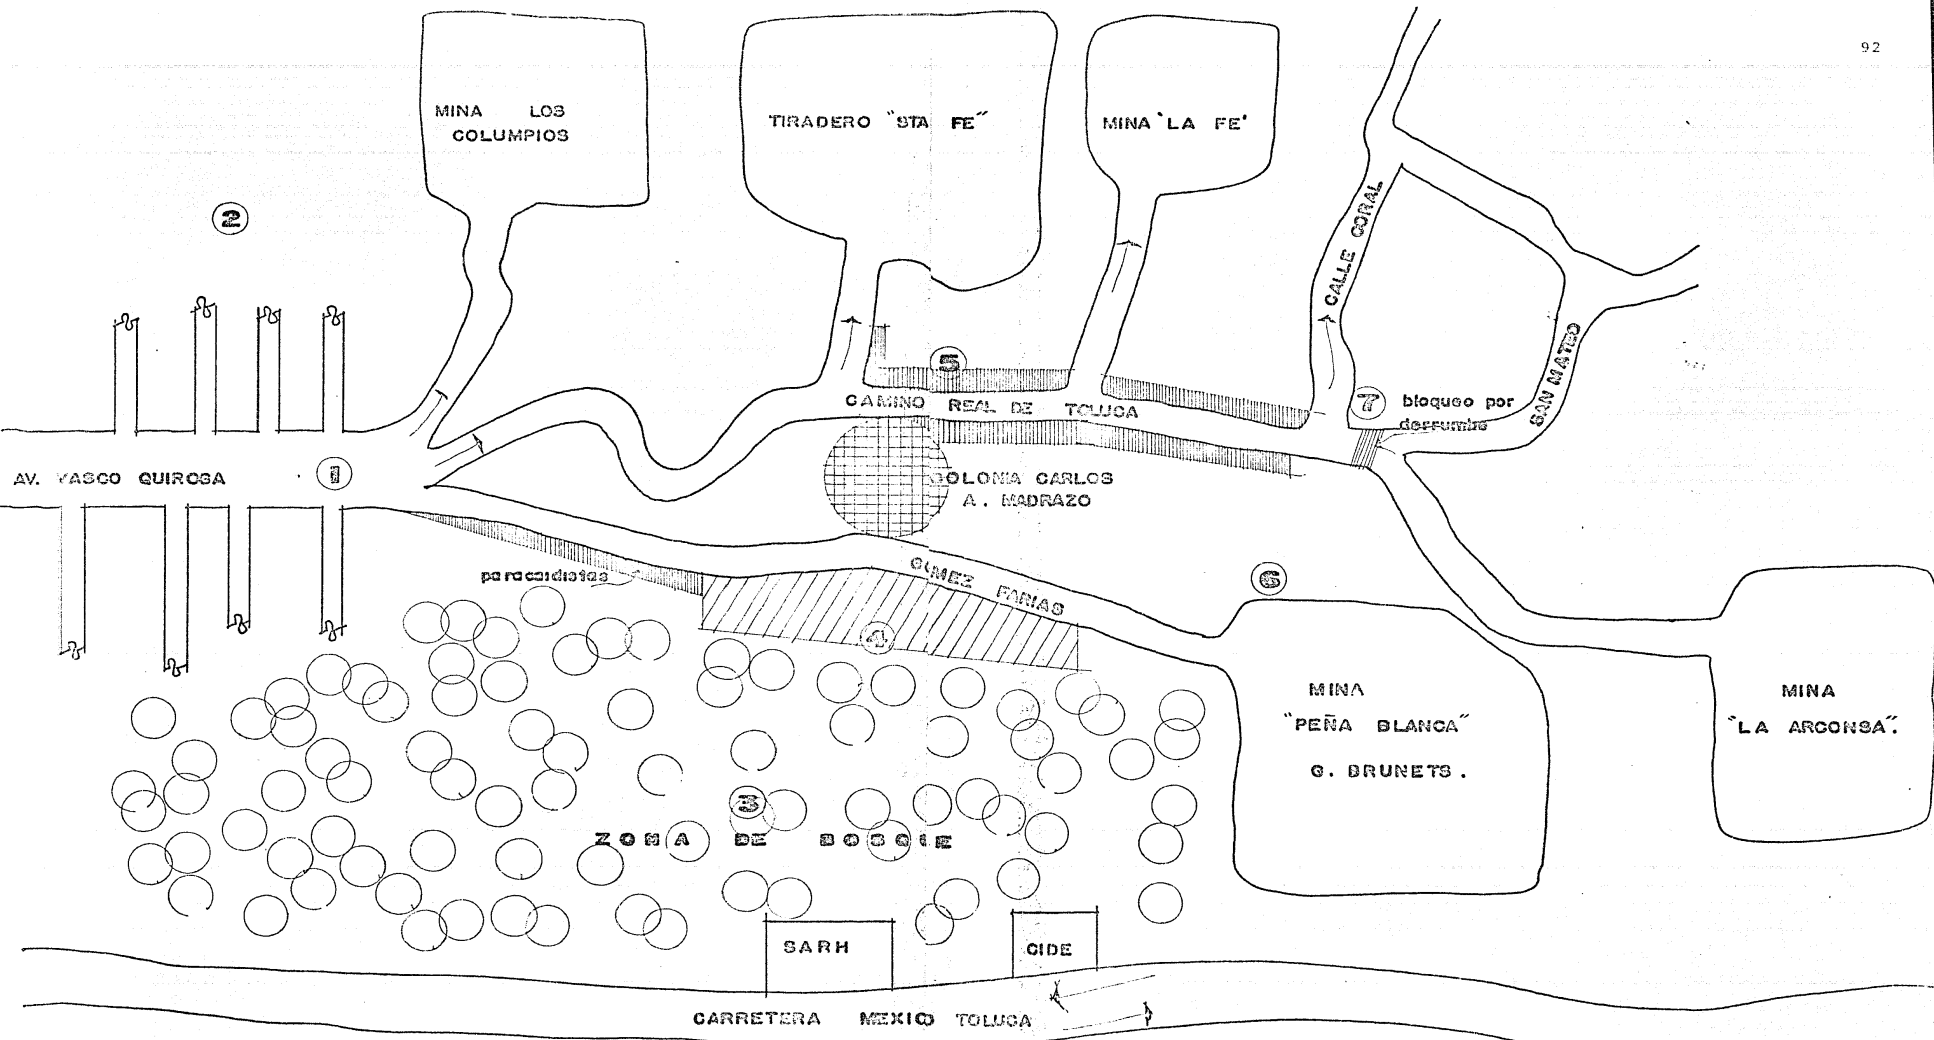 92
MINA LOS
COLUMPIOS
TIRADERO "STA FE"
MINA 'LA FE'
CALLE CORAL
2
SAN MATEO
5
CAMINO REAL DE TOLUCA
7 bloqueo por
derrumbe
AV. VASCO QUIROGA
1
COLONIA CARLOS
A. MADRAZO
paracaidistas
GOMEZ FARIAS
6
4
MINA
"PEÑA BLANCA"
G. BRUNETS.
MINA
"LA ARCONSA".
3
ZONA DE BOSQUE
SARH
CIDE
CARRETERA MEXICO TOLUCA